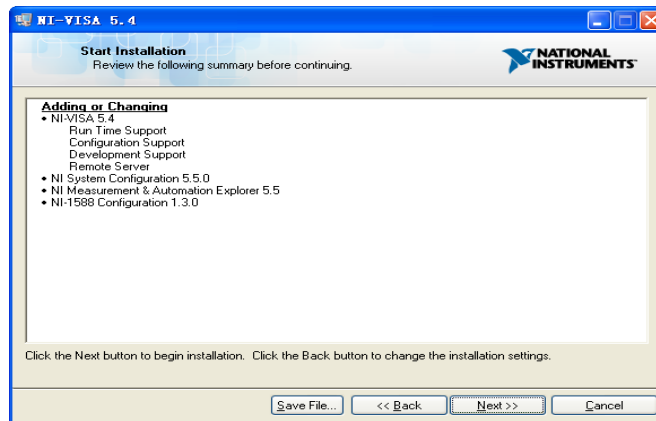 NI-VISA 5.4
Start Installation
Review the following summary before continuing.
NATIONAL
INSTRUMENTS™
Adding or Changing
• NI-VISA 5.4
Run Time Support
Configuration Support
Development Support
Remote Server
• NI System Configuration 5.5.0
• NI Measurement & Automation Explorer 5.5
• NI-1588 Configuration 1.3.0
Click the Next button to begin installation. Click the Back button to change the installation settings.
Save File... << Back Next >> Cancel